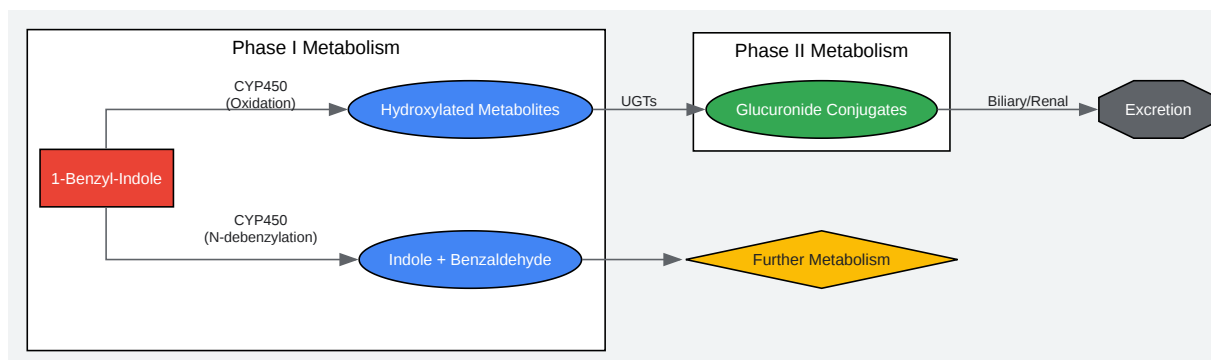 Phase I Metabolism
Phase II Metabolism
CYP450
(Oxidation)
Hydroxylated Metabolites
UGTs
Glucuronide Conjugates
Biliary/Renal
Excretion
1-Benzyl-Indole
CYP450
(N-debenzylation)
Indole + Benzaldehyde
Further Metabolism